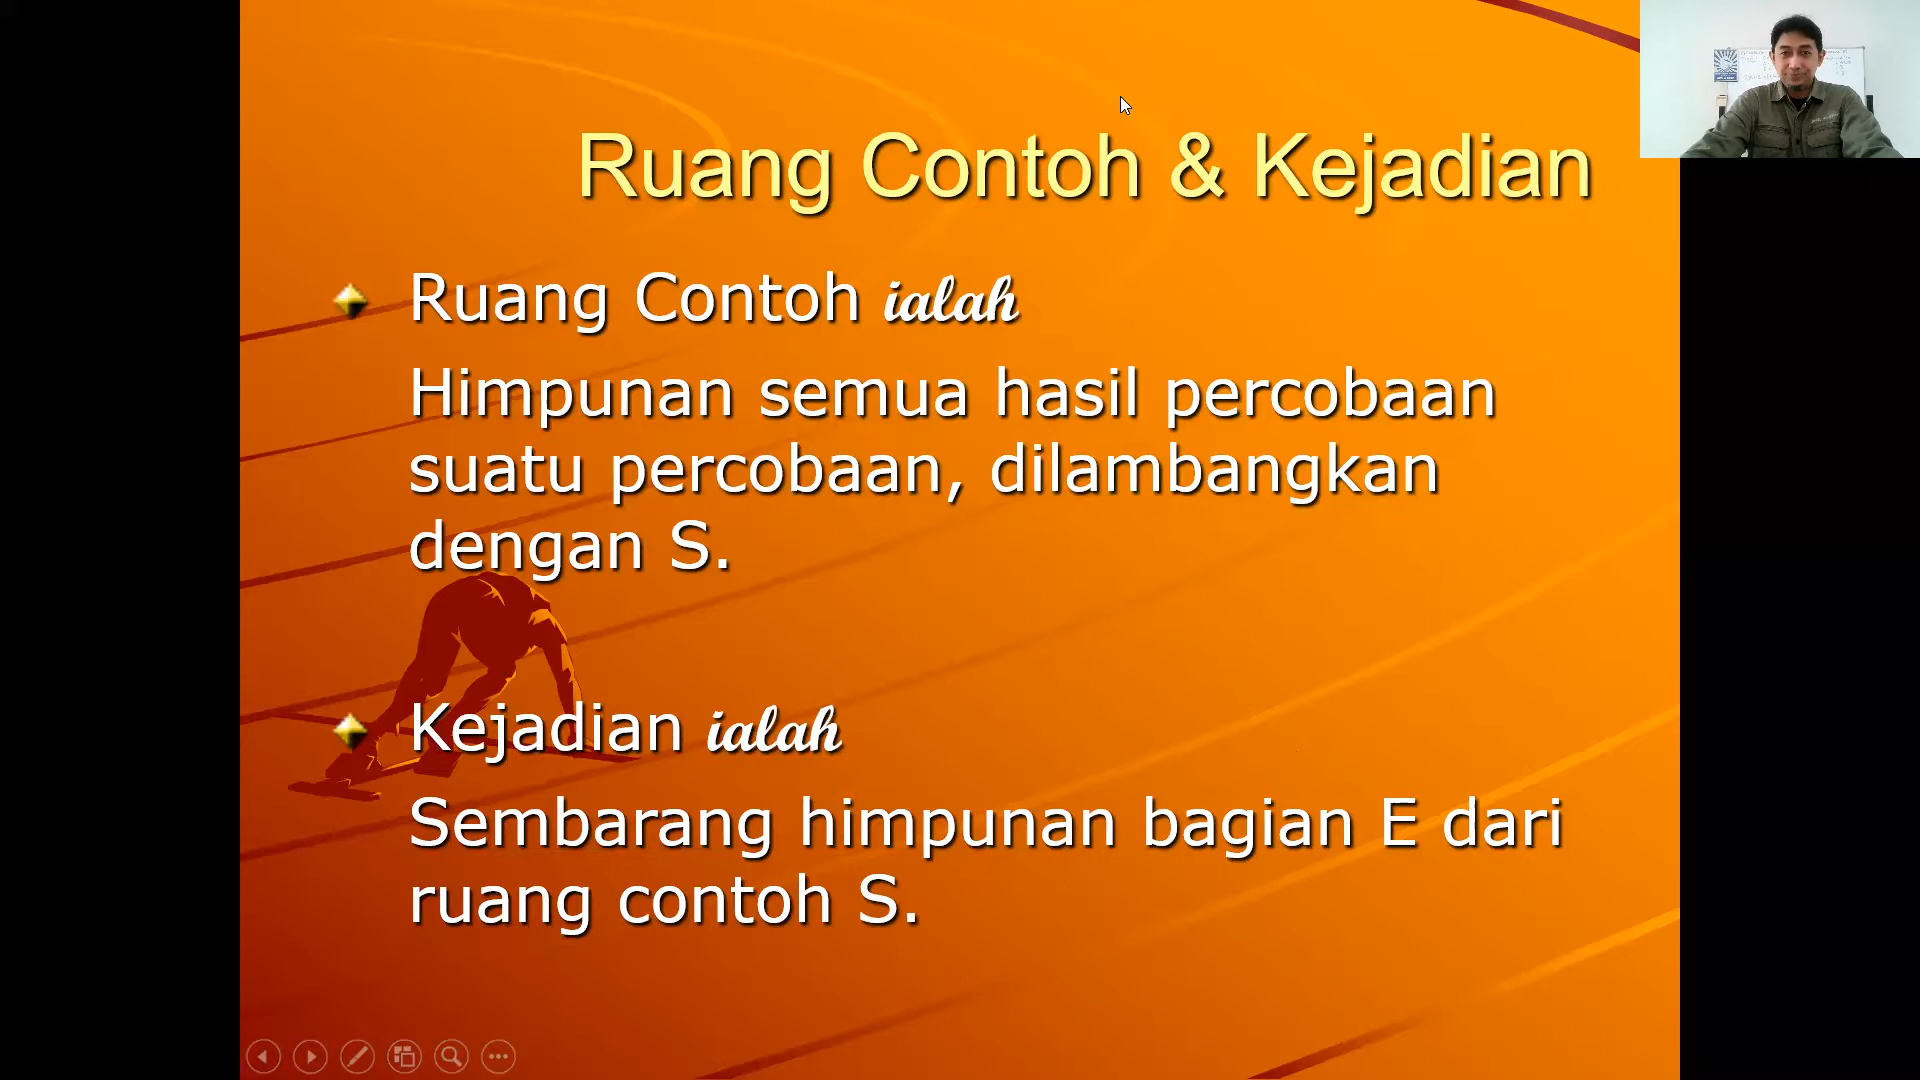 Ruang Contoh & Kejadian
Ruang Contoh ialah
Himpunan semua hasil percobaan
suatu percobaan, dilambangkan
dengan S.
Kejadian ialah
Sembarang himpunan bagian E dari
ruang contoh S.